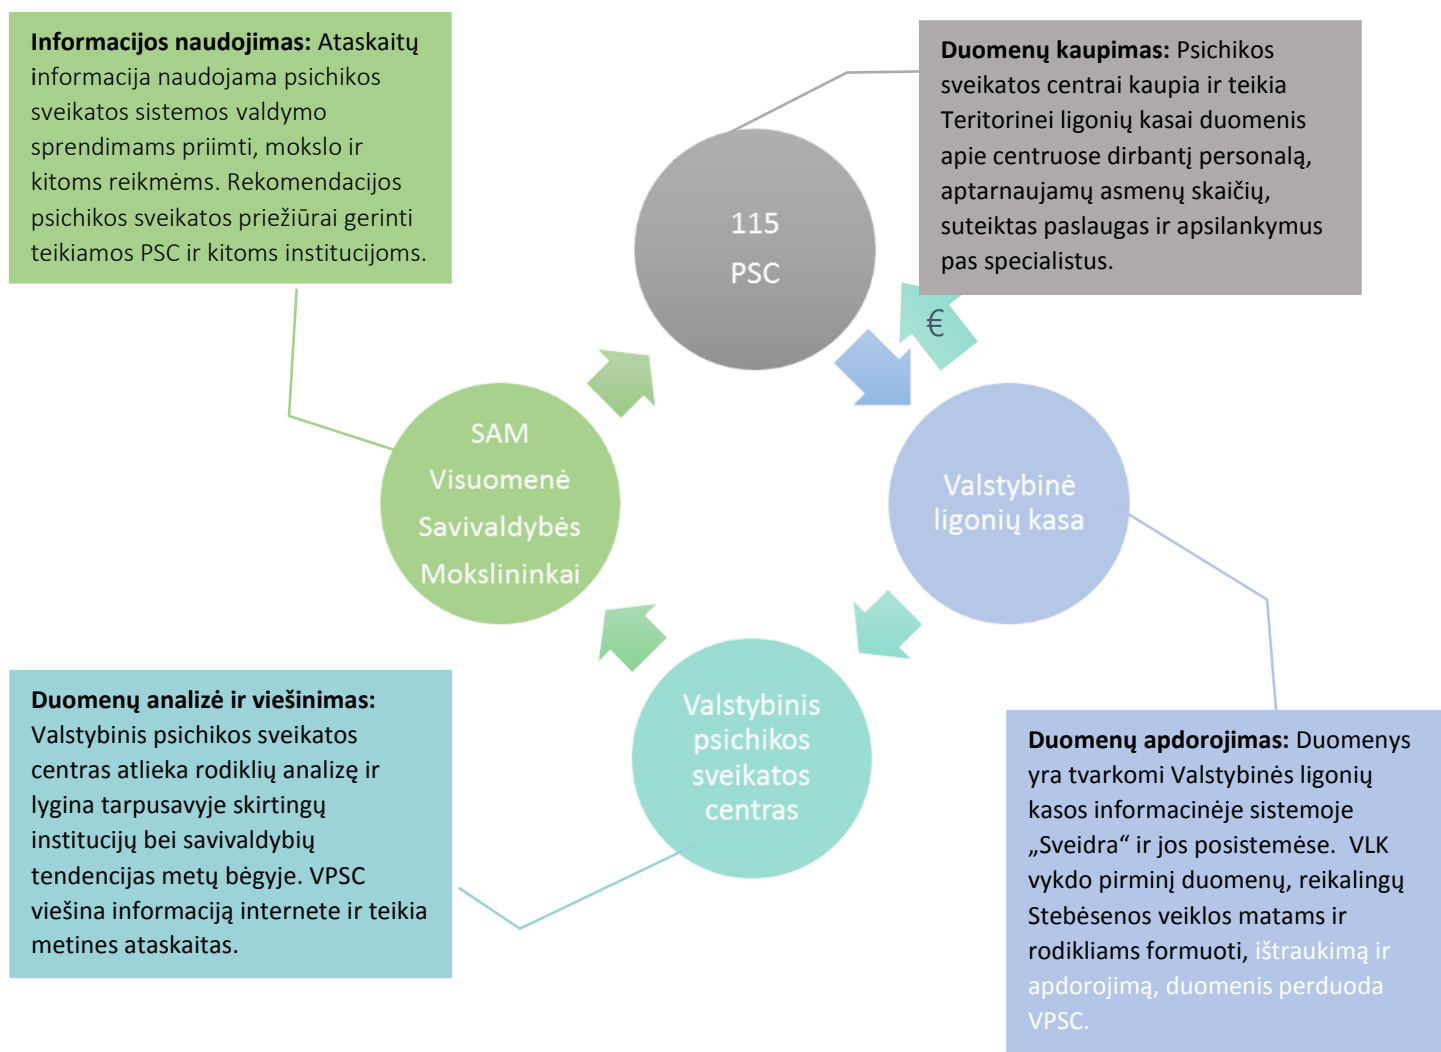 Informacijos naudojimas: Ataskaitų
informacija naudojama psichikos
sveikatos sistemos valdymo
sprendimams priimti, mokslo ir
kitoms reikmėms. Rekomendacijos
psichikos sveikatos priežiūrai gerinti
teikiamos PSC ir kitoms institucijoms.
Duomenų kaupimas: Psichikos
sveikatos centrai kaupia ir teikia
Teritorinei ligonių kasai duomenis
apie centruose dirbantį personalą,
aptarnaujamų asmenų skaičių,
suteiktas paslaugas ir apsilankymus
pas specialistus.
115
PSC
€
SAM
Visuomenė
Savivaldybės
Mokslininkai
Valstybinė
ligonių kasa
Valstybinis
psichikos
sveikatos
centras
Duomenų analizė ir viešinimas:
Valstybinis psichikos sveikatos
centras atlieka rodiklių analizę ir
lygina tarpusavyje skirtingų
institucijų bei savivaldybių
tendencijas metų bėgyje. VPSC
viešina informaciją internete ir teikia
metines ataskaitas.
Duomenų apdorojimas: Duomenys
yra tvarkomi Valstybinės ligonių
kasos informacinėje sistemoje
„Sveidra“ ir jos posistemėse. VLK
vykdo pirminį duomenų, reikalingų
Stebėsenos veiklos matams ir
rodikliams formuoti, ištraukimą ir
apdorojimą, duomenis perduoda
VPSC.